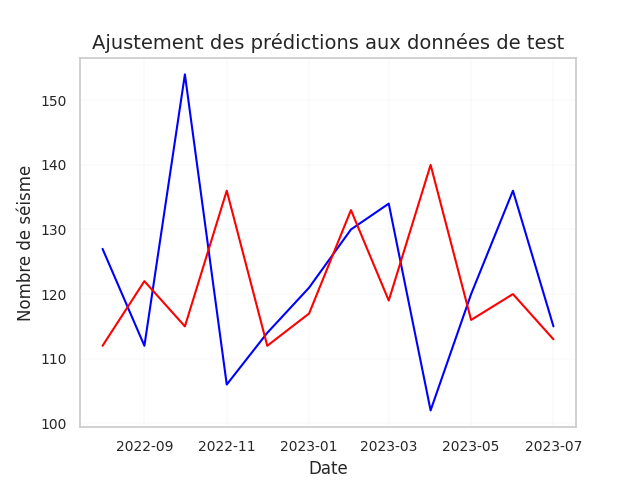 Ajustement des prédictions aux données de test
Nombre de séisme
150
140
130
120
110
100
2022-09 2022-11 2023-01 2023-03 2023-05 2023-07
Date